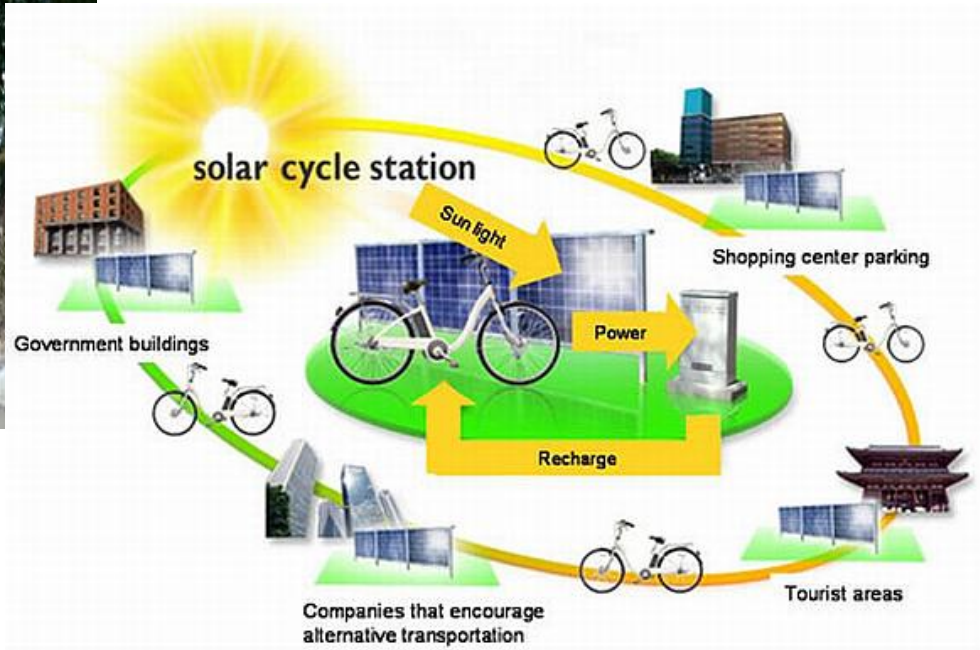 solar cycle station
Sun light
Shopping center parking
Power
Government buildings
Recharge
Tourist areas
Companies that encourage
alternative transportation